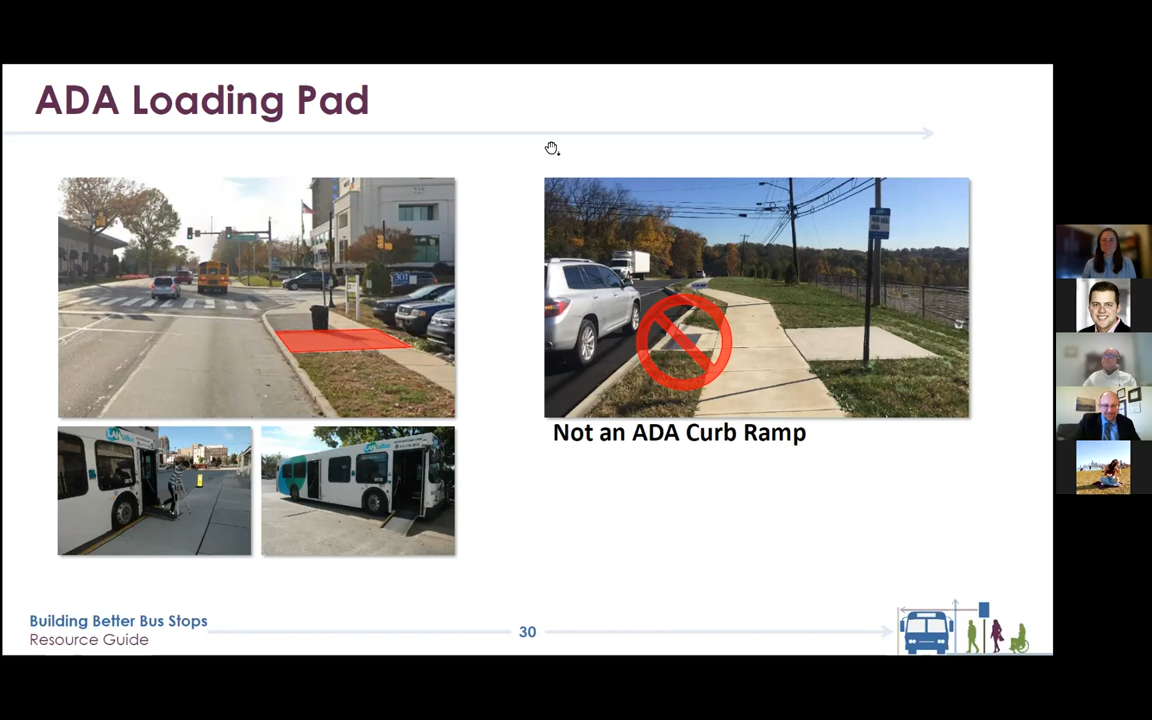 ADA Loading Pad
Not an ADA Curb Ramp
Building Better Bus Stops
Resource Guide
30